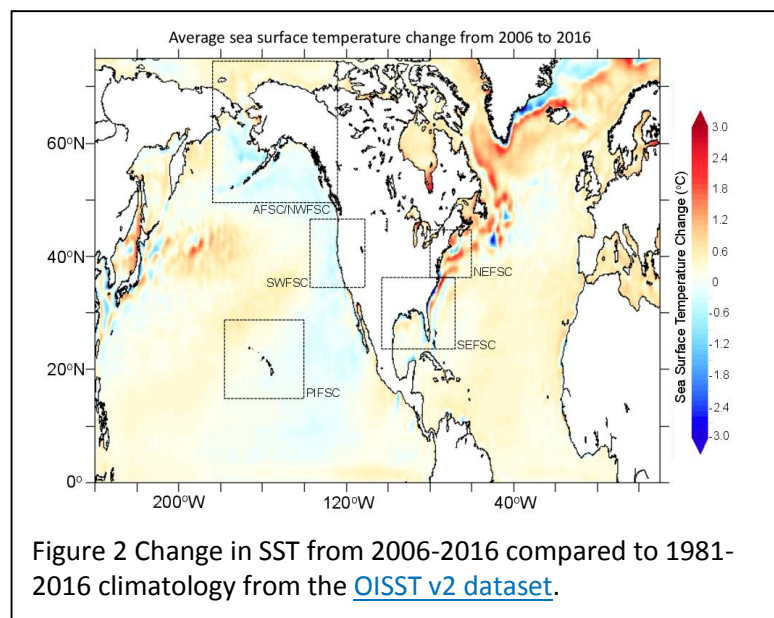 Average sea surface temperature change from 2006 to 2016
60°N
40°N
20°N
0°
200°W
120°W
40°W
AFSC/NWFSC
SWFSC
NEFSC
SEFSC
PIFSC
3.0
2.4
1.8
1.2
0.6
0
-0.6
-1.2
-1.8
-2.4
-3.0
Sea Surface Temperature Change (°C)
Figure 2 Change in SST from 2006-2016 compared to 1981-
2016 climatology from the OISST v2 dataset.